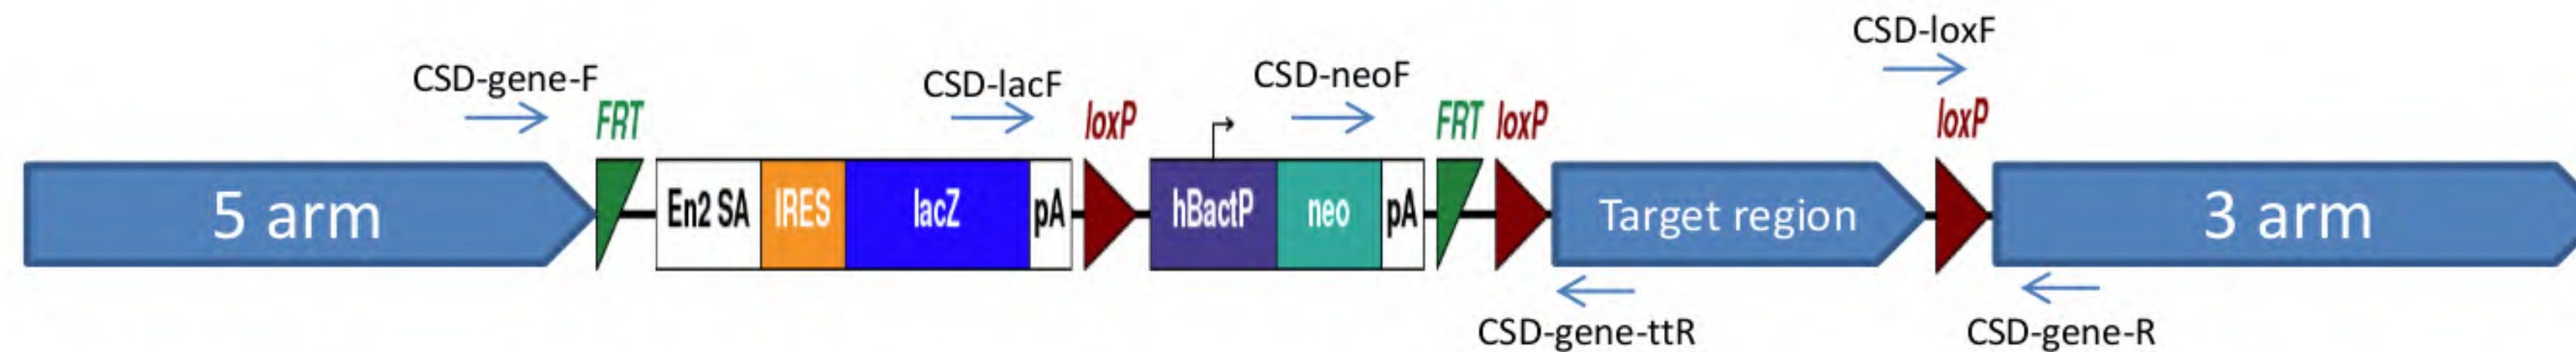 CSD-loxF
CSD-gene-F
CSD-lacF
CSD-neoF
FRT
loxP
FRT
loxP
loxP
5 arm
En2 SA
IRES
lacZ
pA
hBactP
neo
pA
Target region
3 arm
CSD-gene-ttR
CSD-gene-R